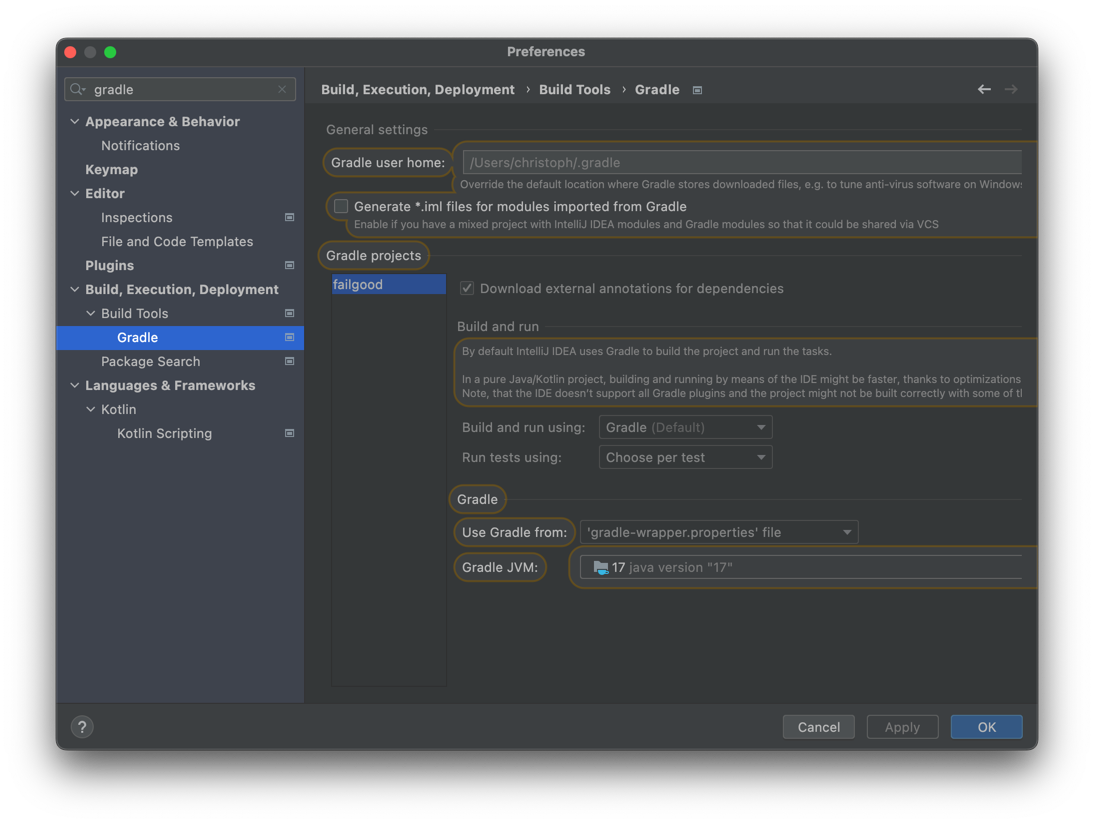 Preferences
gradle
Appearance & Behavior
Notifications
Keymap
Editor
Inspections
File and Code Templates
Plugins
Build, Execution, Deployment
Build Tools
Gradle
Package Search
Languages & Frameworks
Kotlin
Kotlin Scripting
Build, Execution, Deployment › Build Tools › Gradle
General settings
Gradle user home: /Users/christoph/.gradle
Override the default location where Gradle stores downloaded files, e.g. to tune anti-virus software on Windows
Generate *.iml files for modules imported from Gradle
Enable if you have a mixed project with IntelliJ IDEA modules and Gradle modules so that it could be shared via VCS
Gradle projects
failgood
Download external annotations for dependencies
Build and run
By default IntelliJ IDEA uses Gradle to build the project and run the tasks.
In a pure Java/Kotlin project, building and running by means of the IDE might be faster, thanks to optimizations
Note, that the IDE doesn't support all Gradle plugins and the project might not be built correctly with some of
Build and run using: Gradle (Default)
Run tests using: Choose per test
Gradle
Use Gradle from: 'gradle-wrapper.properties' file
Gradle JVM: 17 java version "17"
?
Cancel
Apply
OK